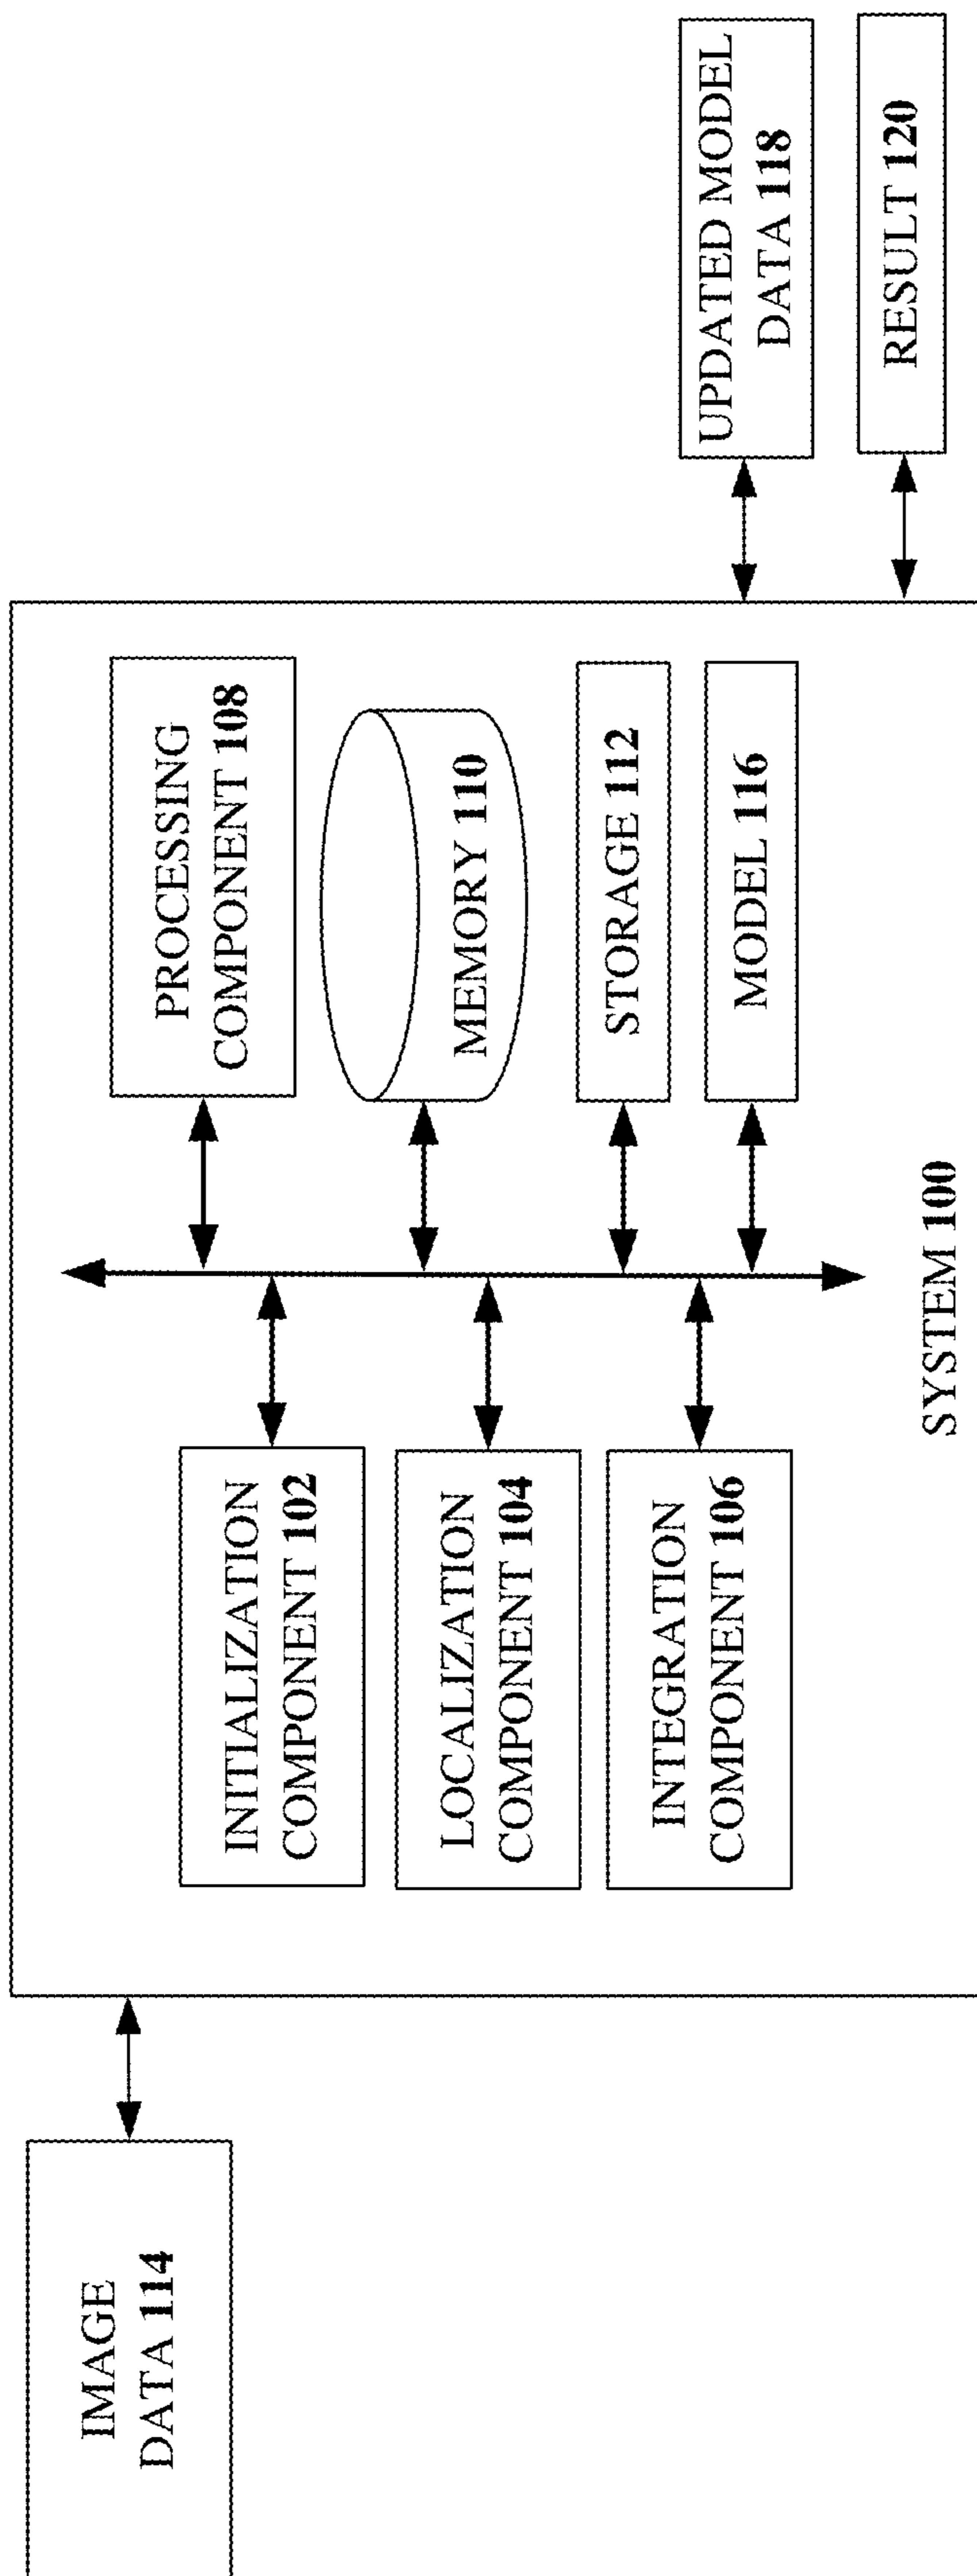 IMAGE
DATA 114
INITIALIZATION
COMPONENT 102
LOCALIZATION
COMPONENT 104
INTEGRATION
COMPONENT 106
PROCESSING
COMPONENT 108
MEMORY 110
STORAGE 112
MODEL 116
SYSTEM 100
UPDATED MODEL
DATA 118
RESULT 120